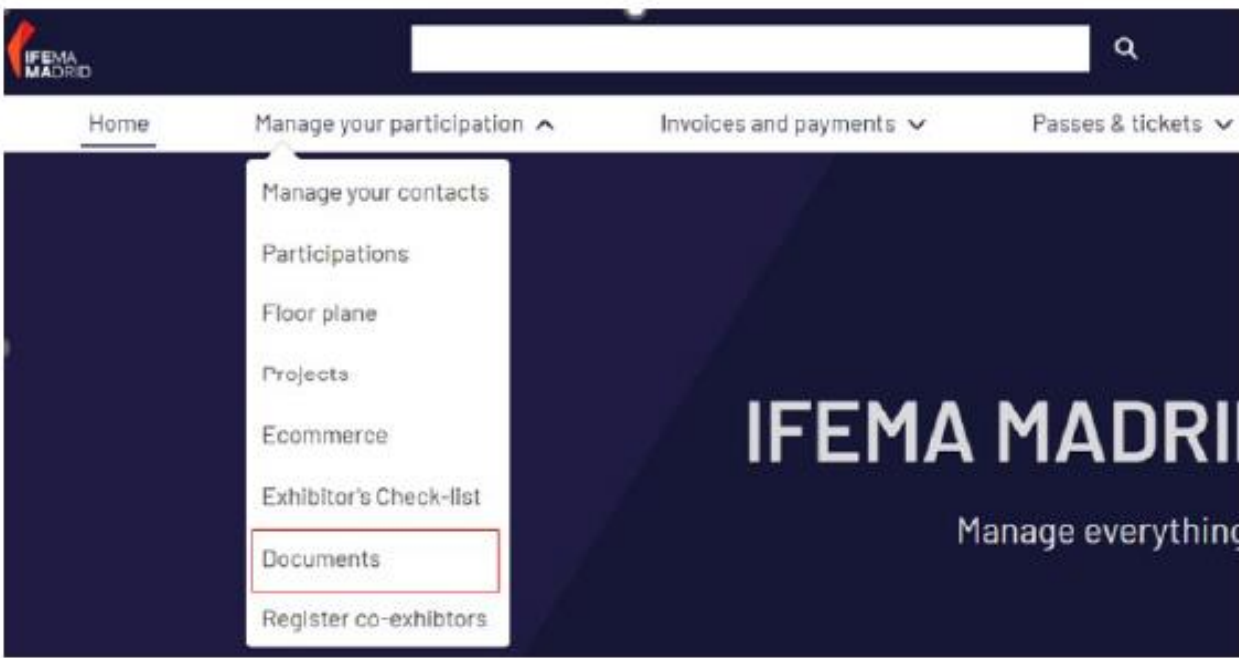 IFEMA
MADRID
Home Manage your participation Invoices and payments Passes & tickets
Manage your contacts
Participations
Floor plane
Projects
Ecommerce
Exhibitor's Check-list
Documents
Register co-exhibtors
IFEMA MADRI
Manage everything